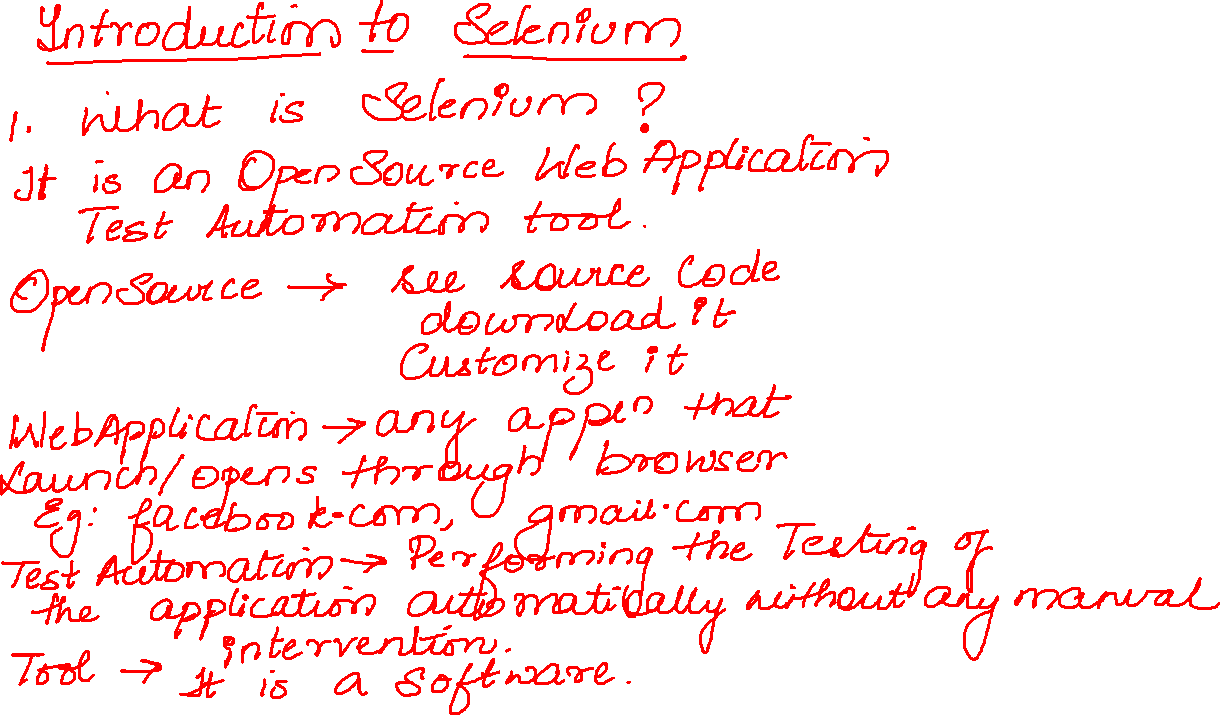 Introduction to Selenium
1. What is Selenium ?
It is an OpenSource Web Application
Test Automation tool.
OpenSource → see source code
download it
Customize it
WebApplication → any appln that
Launch/opens through browser
Eg: facebook.com, gmail.com
Test Automation → Performing the Testing of
the application automatically without any manual
intervention.
Tool → It is a software.